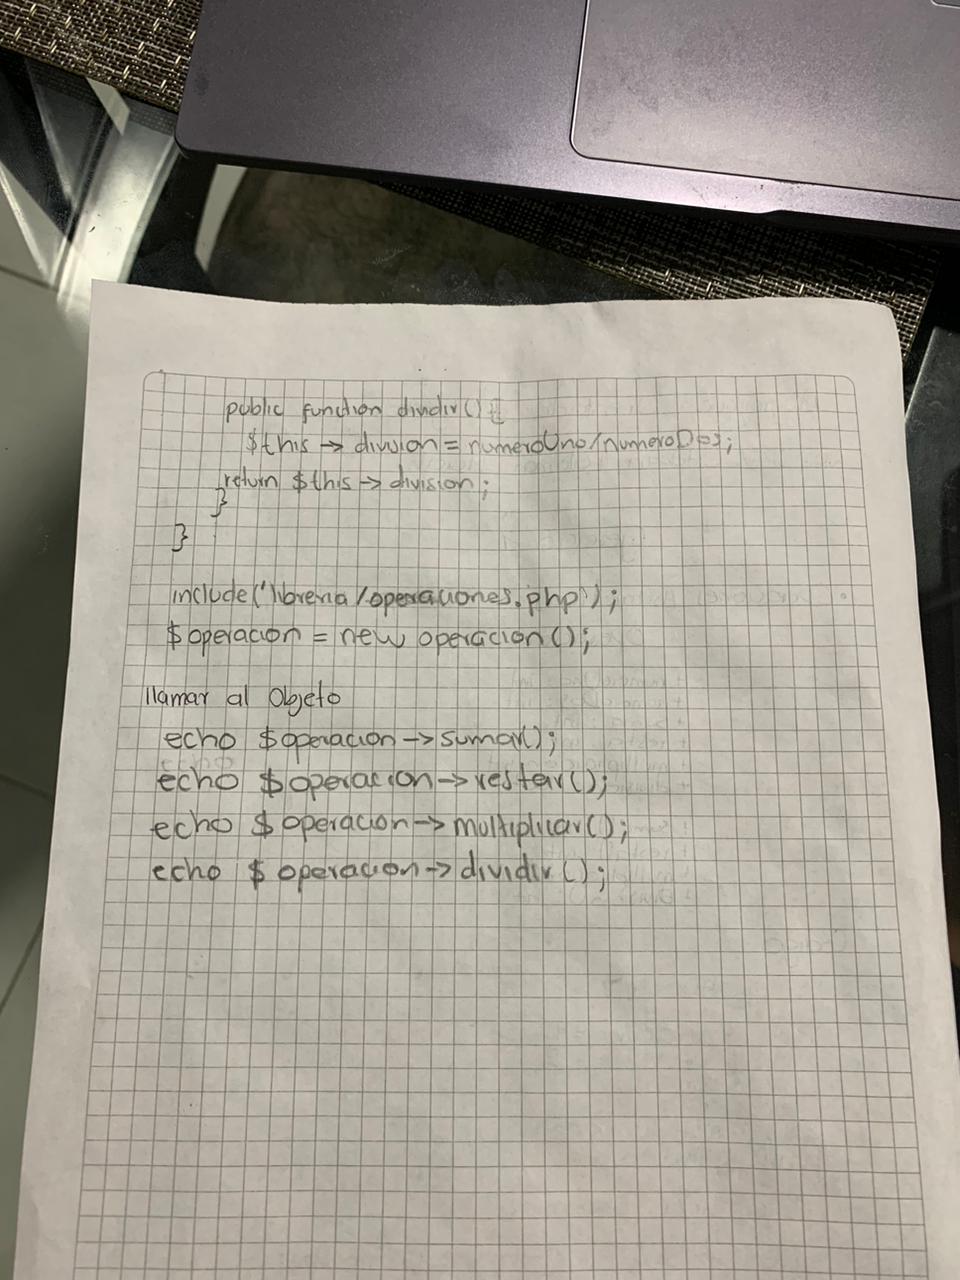 public function dividir(){
$this -> division = numeroUno/numeroDos;
return $this -> division;
}
}
include('libreria/operaciones.php');
$operacion = new operacion();
llamar al Objeto
echo $operacion->sumar();
echo $operacion->restar();
echo $operacion->multiplicar();
echo $operacion->dividir();